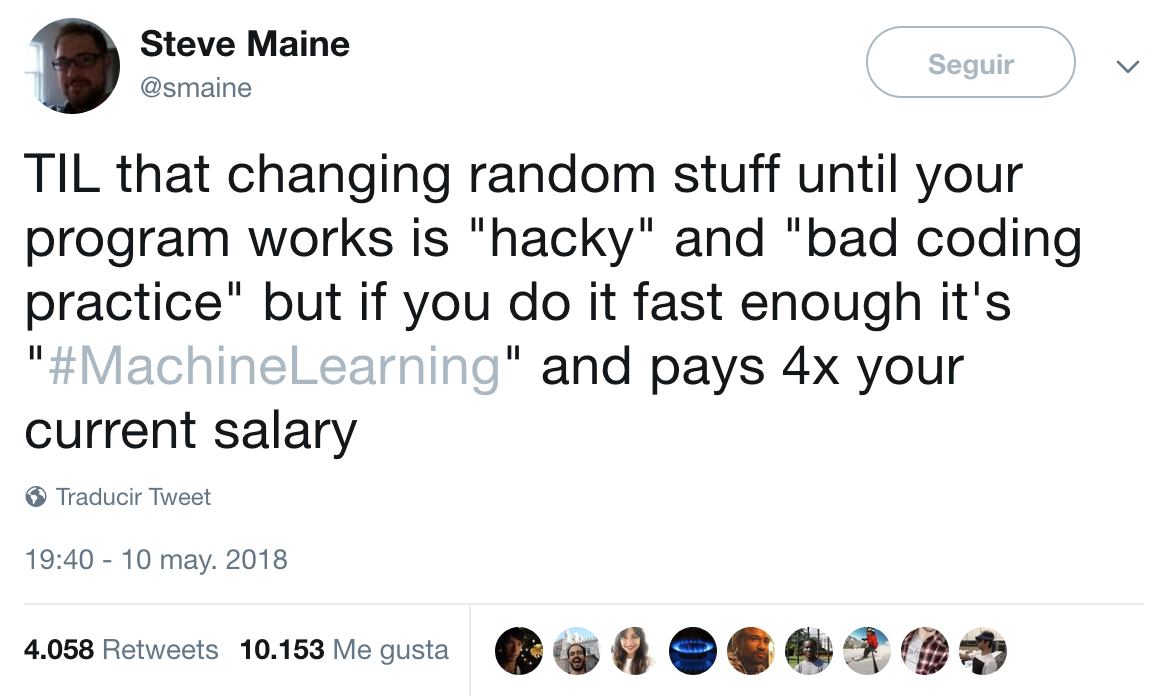 Steve Maine
@smaine
Seguir
TIL that changing random stuff until your
program works is "hacky" and "bad coding
practice" but if you do it fast enough it's
"#MachineLearning" and pays 4x your
current salary
Traducir Tweet
19:40 - 10 may. 2018
4.058 Retweets 10.153 Me gusta